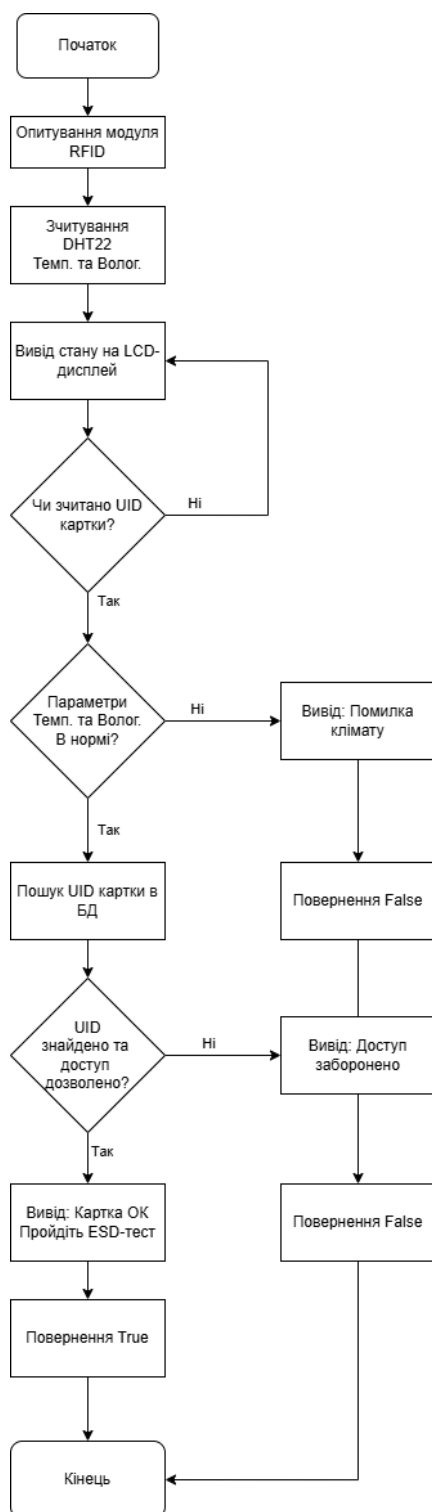 Початок
Опитування модуля
RFID
Зчитування
DHT22
Темп. та Волог.
Вивід стану на LCD-
дисплей
Чи зчитано UID
картки?
Ні
Так
Параметри
Темп. та Волог.
В нормі?
Ні
Вивід: Помилка
клімату
Так
Пошук UID картки в
БД
Повернення False
UID
знайдено та
доступ
дозволено?
Ні
Вивід: Доступ
заборонено
Так
Вивід: Картка ОК
Пройдіть ESD-тест
Повернення False
Повернення True
Кінець